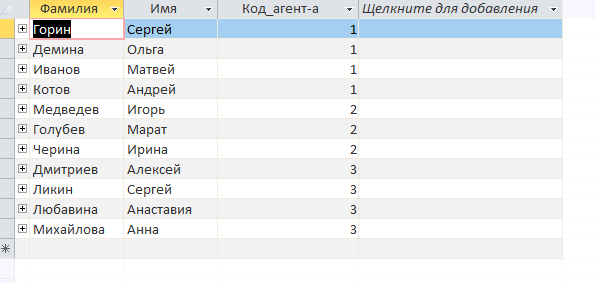 Фамилия Имя Код_агент-а Щелкните для добавления
Горин Сергей 1
Демина Ольга 1
Иванов Матвей 1
Котов Андрей 1
Медведев Игорь 2
Голубев Марат 2
Черина Ирина 2
Дмитриев Алексей 3
Ликин Сергей 3
Любавина Анаставия 3
Михайлова Анна 3